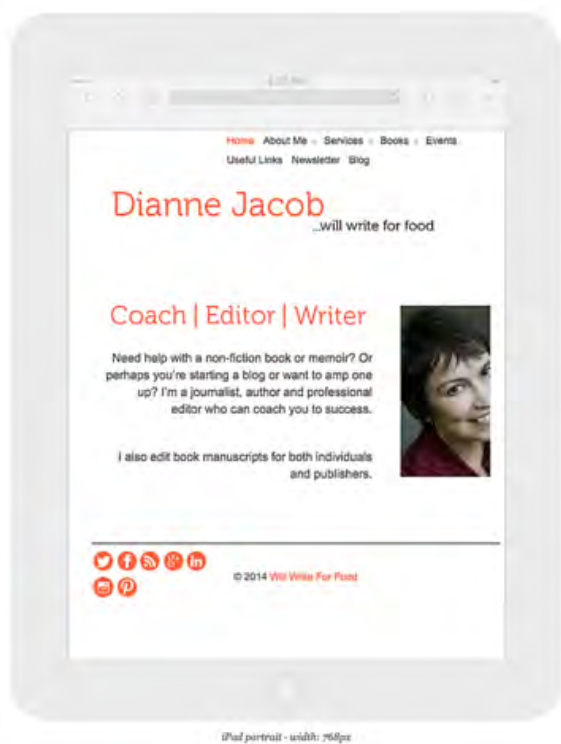 Home About Me Services Books Events
Useful Links Newsletter Blog
Dianne Jacob
...will write for food
Coach | Editor | Writer
Need help with a non-fiction book or memoir? Or
perhaps you're starting a blog or want to amp one
up? I'm a journalist, author and professional
editor who can coach you to success.
I also edit book manuscripts for both individuals
and publishers.
© 2014 Will Write For Food
iPad portrait - width: 768px